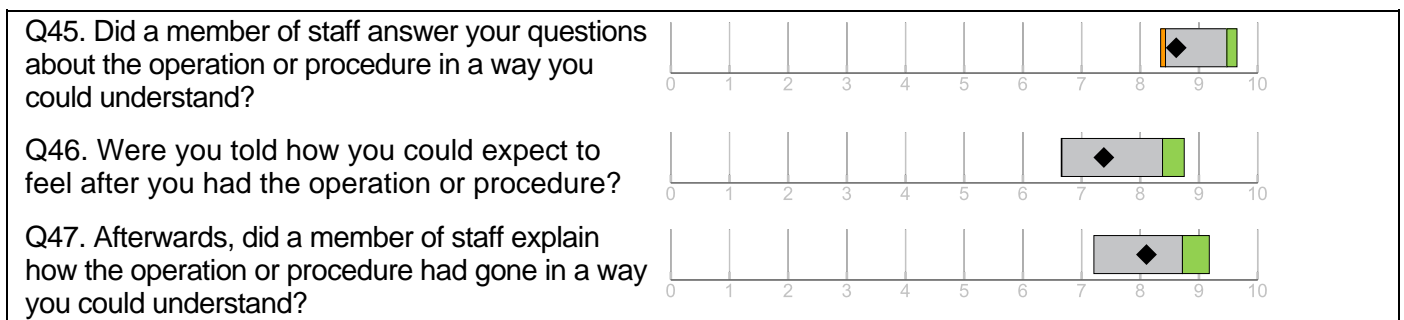 Q45. Did a member of staff answer your questions
about the operation or procedure in a way you
could understand?
0 1 2 3 4 5 6 7 8 9 10
Q46. Were you told how you could expect to
feel after you had the operation or procedure?
0 1 2 3 4 5 6 7 8 9 10
Q47. Afterwards, did a member of staff explain
how the operation or procedure had gone in a way
you could understand?
0 1 2 3 4 5 6 7 8 9 10